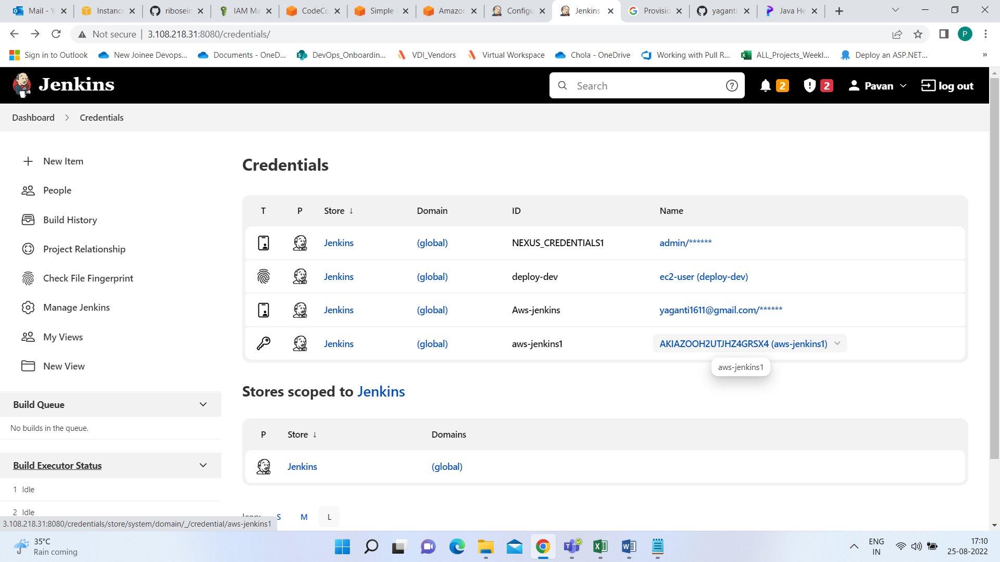 Mail - Y
Instance
ribosein
IAM Ma
CodeCo
Simple
Amazon
Configu
Jenkins
Provisio
yaganti
Java He
Not secure
3.108.218.31:8080/credentials/
P
Sign in to Outlook
New Joinee Devops...
Documents - OneD...
DevOps_Onboardin...
VDI_Vendors
Virtual Workspace
Chola - OneDrive
Working with Pull R...
ALL_Projects_Weekl...
Deploy an ASP.NET...
»
Jenkins
Search
2
2
Pavan
log out
Dashboard
Credentials
New Item
People
Build History
Project Relationship
Check File Fingerprint
Manage Jenkins
My Views
New View
Build Queue
No builds in the queue.
Build Executor Status
1 Idle
2 Idle
Credentials
T P Store ↓ Domain ID Name
Jenkins (global) NEXUS_CREDENTIALS1 admin/******
Jenkins (global) deploy-dev ec2-user (deploy-dev)
Jenkins (global) Aws-jenkins yaganti1611@gmail.com/******
Jenkins (global) aws-jenkins1 AKIAZOOH2UTJHZ4GRSX4 (aws-jenkins1)
aws-jenkins1
Stores scoped to Jenkins
P Store ↓ Domains
Jenkins (global)
Icon: S M L
3.108.218.31:8080/credentials/store/system/domain/_/credential/aws-jenkins1
35°C
Rain coming
ENG
IN
17:10
25-08-2022